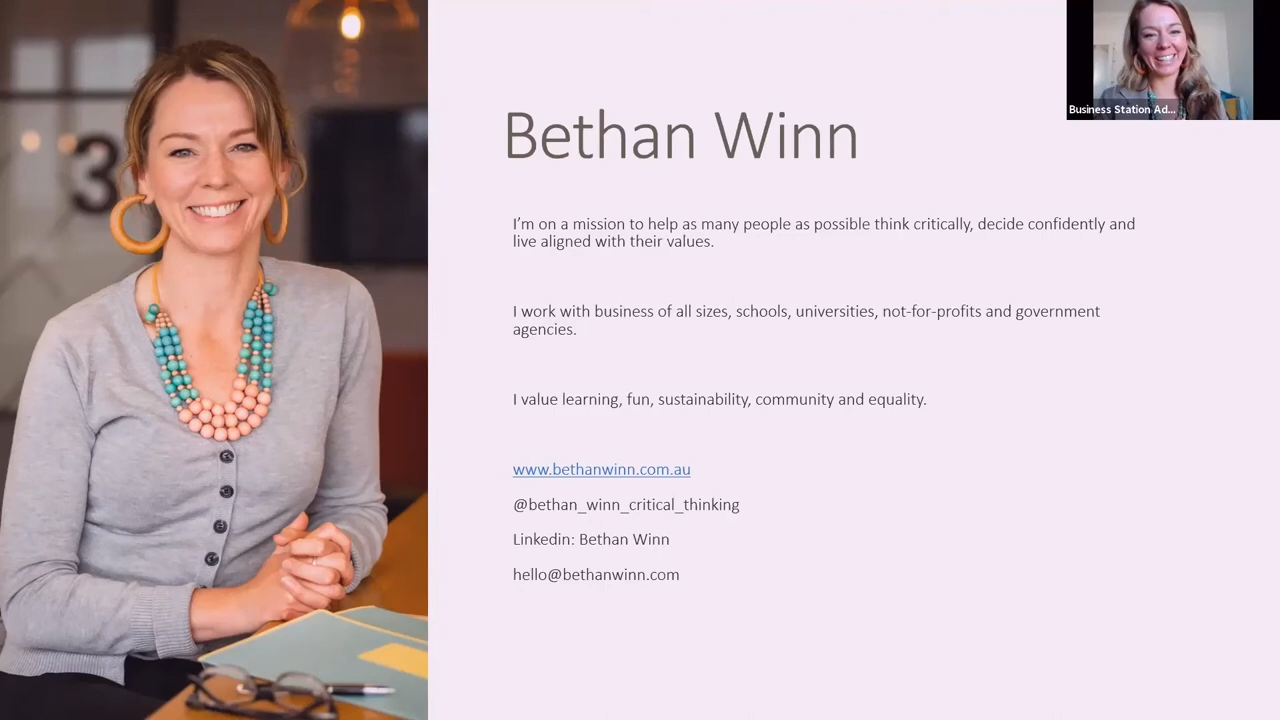 3
Business Station Ad...
Bethan Winn
I'm on a mission to help as many people as possible think critically, decide confidently and
live aligned with their values.
I work with business of all sizes, schools, universities, not-for-profits and government
agencies.
I value learning, fun, sustainability, community and equality.
www.bethanwinn.com.au
@bethan_winn_critical_thinking
Linkedin: Bethan Winn
hello@bethanwinn.com